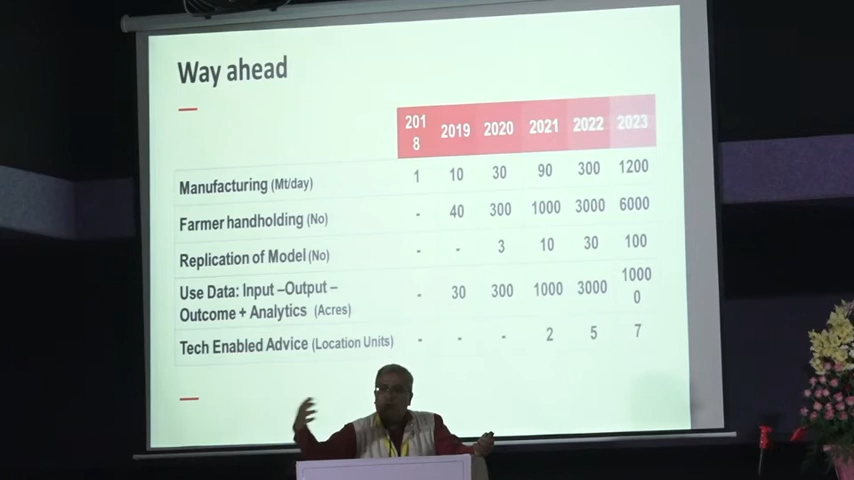 Way ahead
201
8 2019 2020 2021 2022 2023
Manufacturing (Mt/day) 1 10 30 90 300 1200
Farmer handholding (No) - 40 300 1000 3000 6000
Replication of Model (No) - - 3 10 30 100
Use Data: Input –Output –
Outcome + Analytics (Acres) - 30 300 1000 3000 1000
0
Tech Enabled Advice (Location Units) - - - 2 5 7